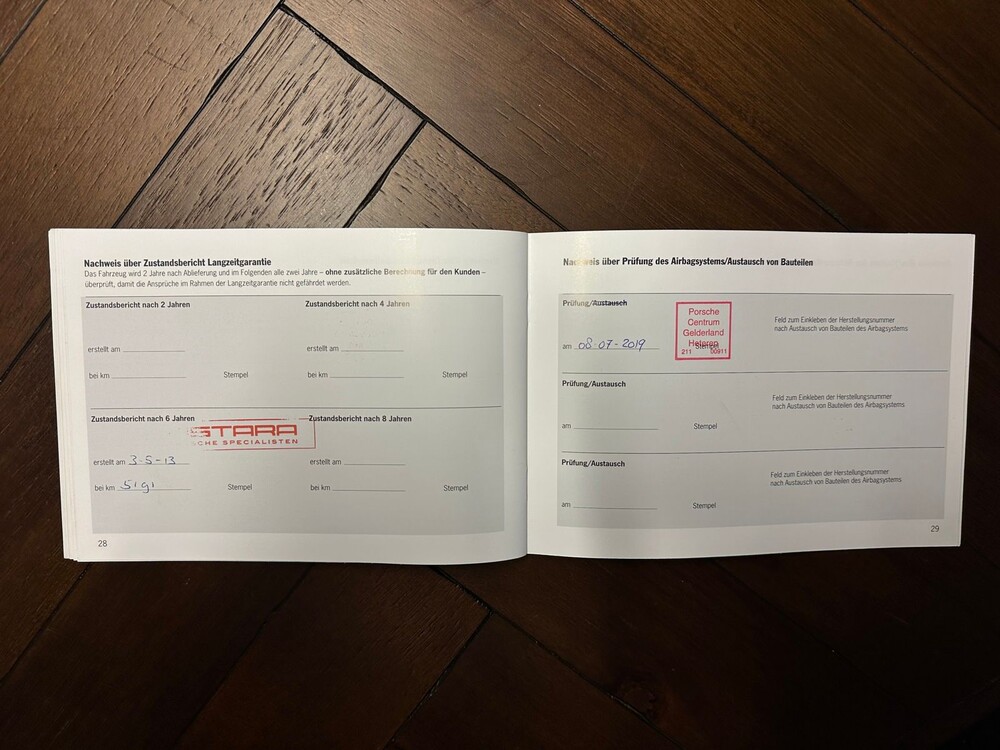 Nachweis über Zustandsbericht Langzeitgarantie
Das Fahrzeug wird 2 Jahre nach Ablieferung und im Folgenden alle zwei Jahre – ohne zusätzliche Berechnung für den Kunden –
überprüft, damit die Ansprüche im Rahmen der Langzeitgarantie nicht gefährdet werden.
Zustandsbericht nach 2 Jahren
erstellt am
bei km
Stempel
Zustandsbericht nach 4 Jahren
erstellt am
bei km
Stempel
Zustandsbericht nach 6 Jahren
STARA
CHE SPECIALISTEN
erstellt am 3-5-13
bei km
Stempel
Zustandsbericht nach 8 Jahren
erstellt am
bei km
Stempel
28
Nachweis über Prüfung des Airbagsystems/Austausch von Bauteilen
Prüfung/Austausch
am 08-07-2019
Porsche
Centrum
Gelderland
Heteren
211 00911
Stempel
Feld zum Einkleben der Herstellungsnummer
nach Austausch von Bauteilen des Airbagsystems
Prüfung/Austausch
am
Stempel
Feld zum Einkleben der Herstellungsnummer
nach Austausch von Bauteilen des Airbagsystems
Prüfung/Austausch
am
Stempel
Feld zum Einkleben der Herstellungsnummer
nach Austausch von Bauteilen des Airbagsystems
29